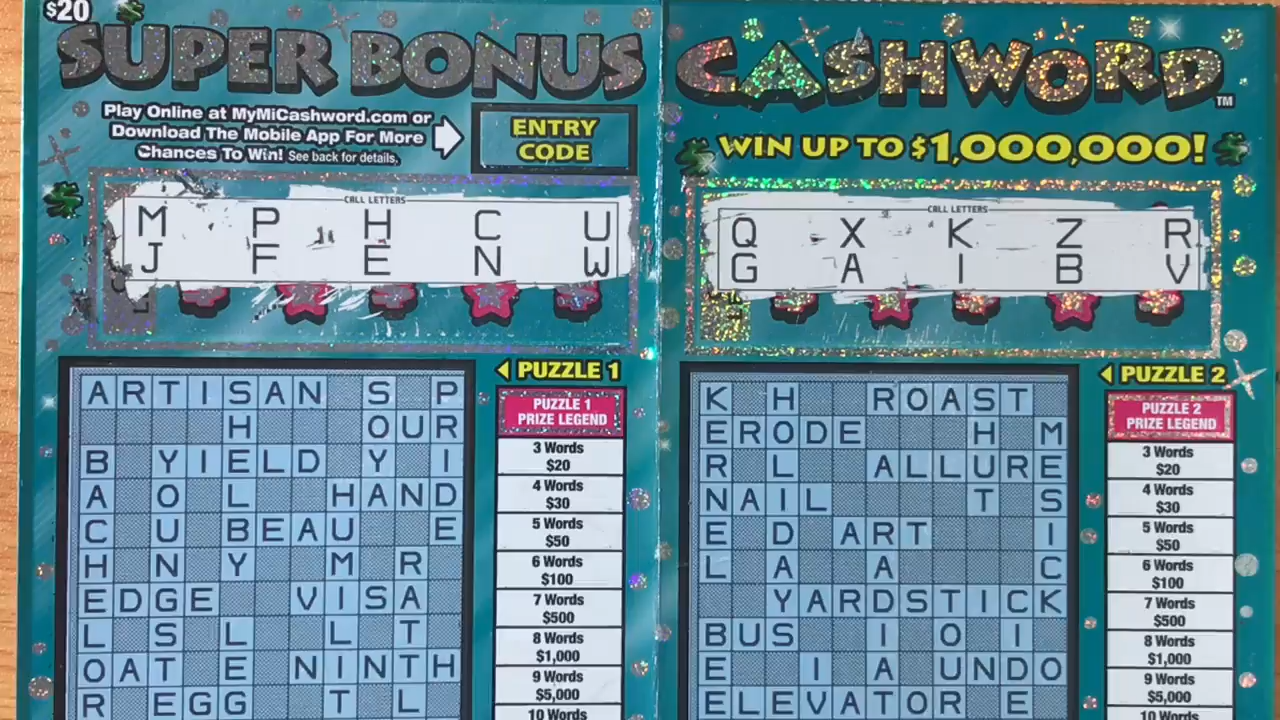 $20
SUPER BONUS CASHWORD™
Play Online at MyMiCashword.com or
Download The Mobile App For More
Chances To Win! See back for details.
ENTRY
CODE
WIN UP TO $1,000,000!
CALL LETTERS
M P H C U
J F E N W
CALL LETTERS
Q X K Z R
G A I B V
PUZZLE 1
PUZZLE 1
PRIZE LEGEND
3 Words
$20
4 Words
$30
5 Words
$50
6 Words
$100
7 Words
$500
8 Words
$1,000
9 Words
$5,000
10 Words
ARTISAN S P
H OUR
B YIELD Y I
A O L HAND
C U BEAU E
H N Y M R
EDGE VISA
L S L L T
OAT E NINTH
R EGG T L
PUZZLE 2
PUZZLE 2
PRIZE LEGEND
3 Words
$20
4 Words
$30
5 Words
$50
6 Words
$100
7 Words
$500
8 Words
$1,000
9 Words
$5,000
10 Words
K H ROAST
ERODE H M
R L ALLURE
NAIL T S
E D ART I
L A A C
YARDSTICK
BUS I O I
E I A UNDO
ELEVATOR E